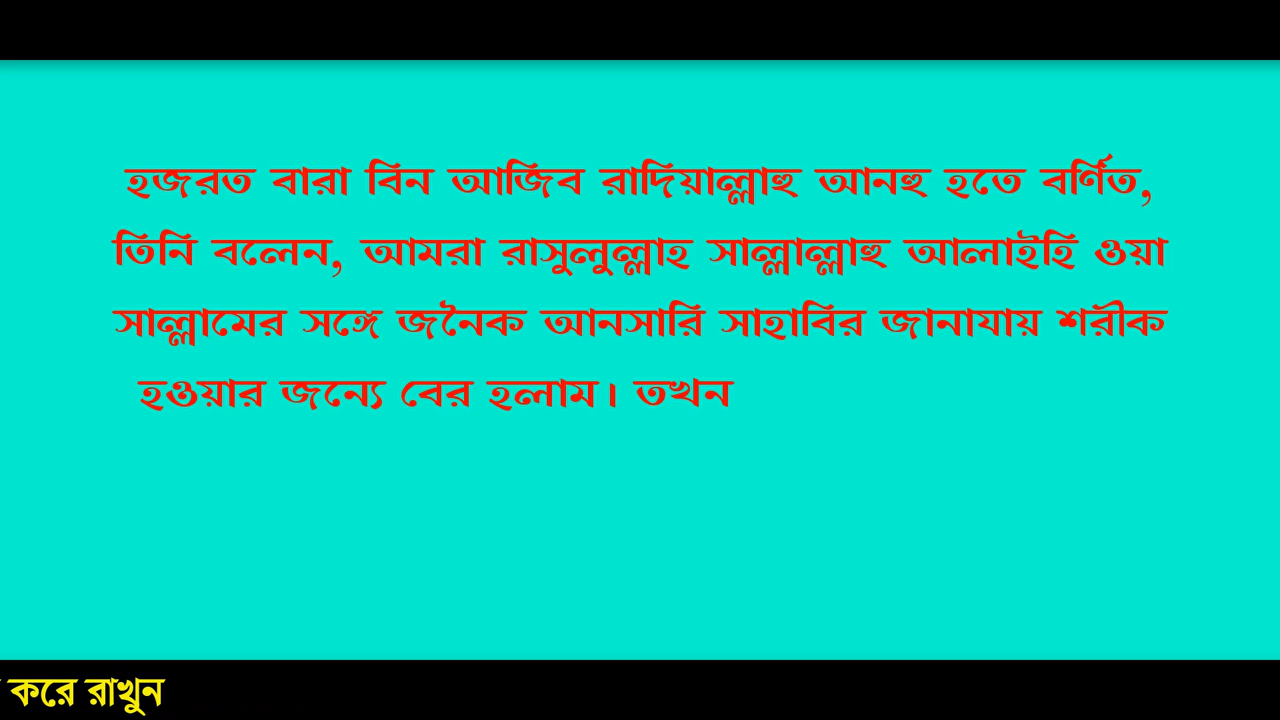 হজরত বারা বিন আজিব রাদিয়াল্লাহু আনহু হতে বর্ণিত,
তিনি বলেন, আমরা রাসুলুল্লাহ সাল্লাল্লাহু আলাইহি ওয়া
সাল্লামের সঙ্গে জনৈক আনসারি সাহাবির জানাযায় শরীক
হওয়ার জন্যে বের হলাম। তখন
করে রাখুন